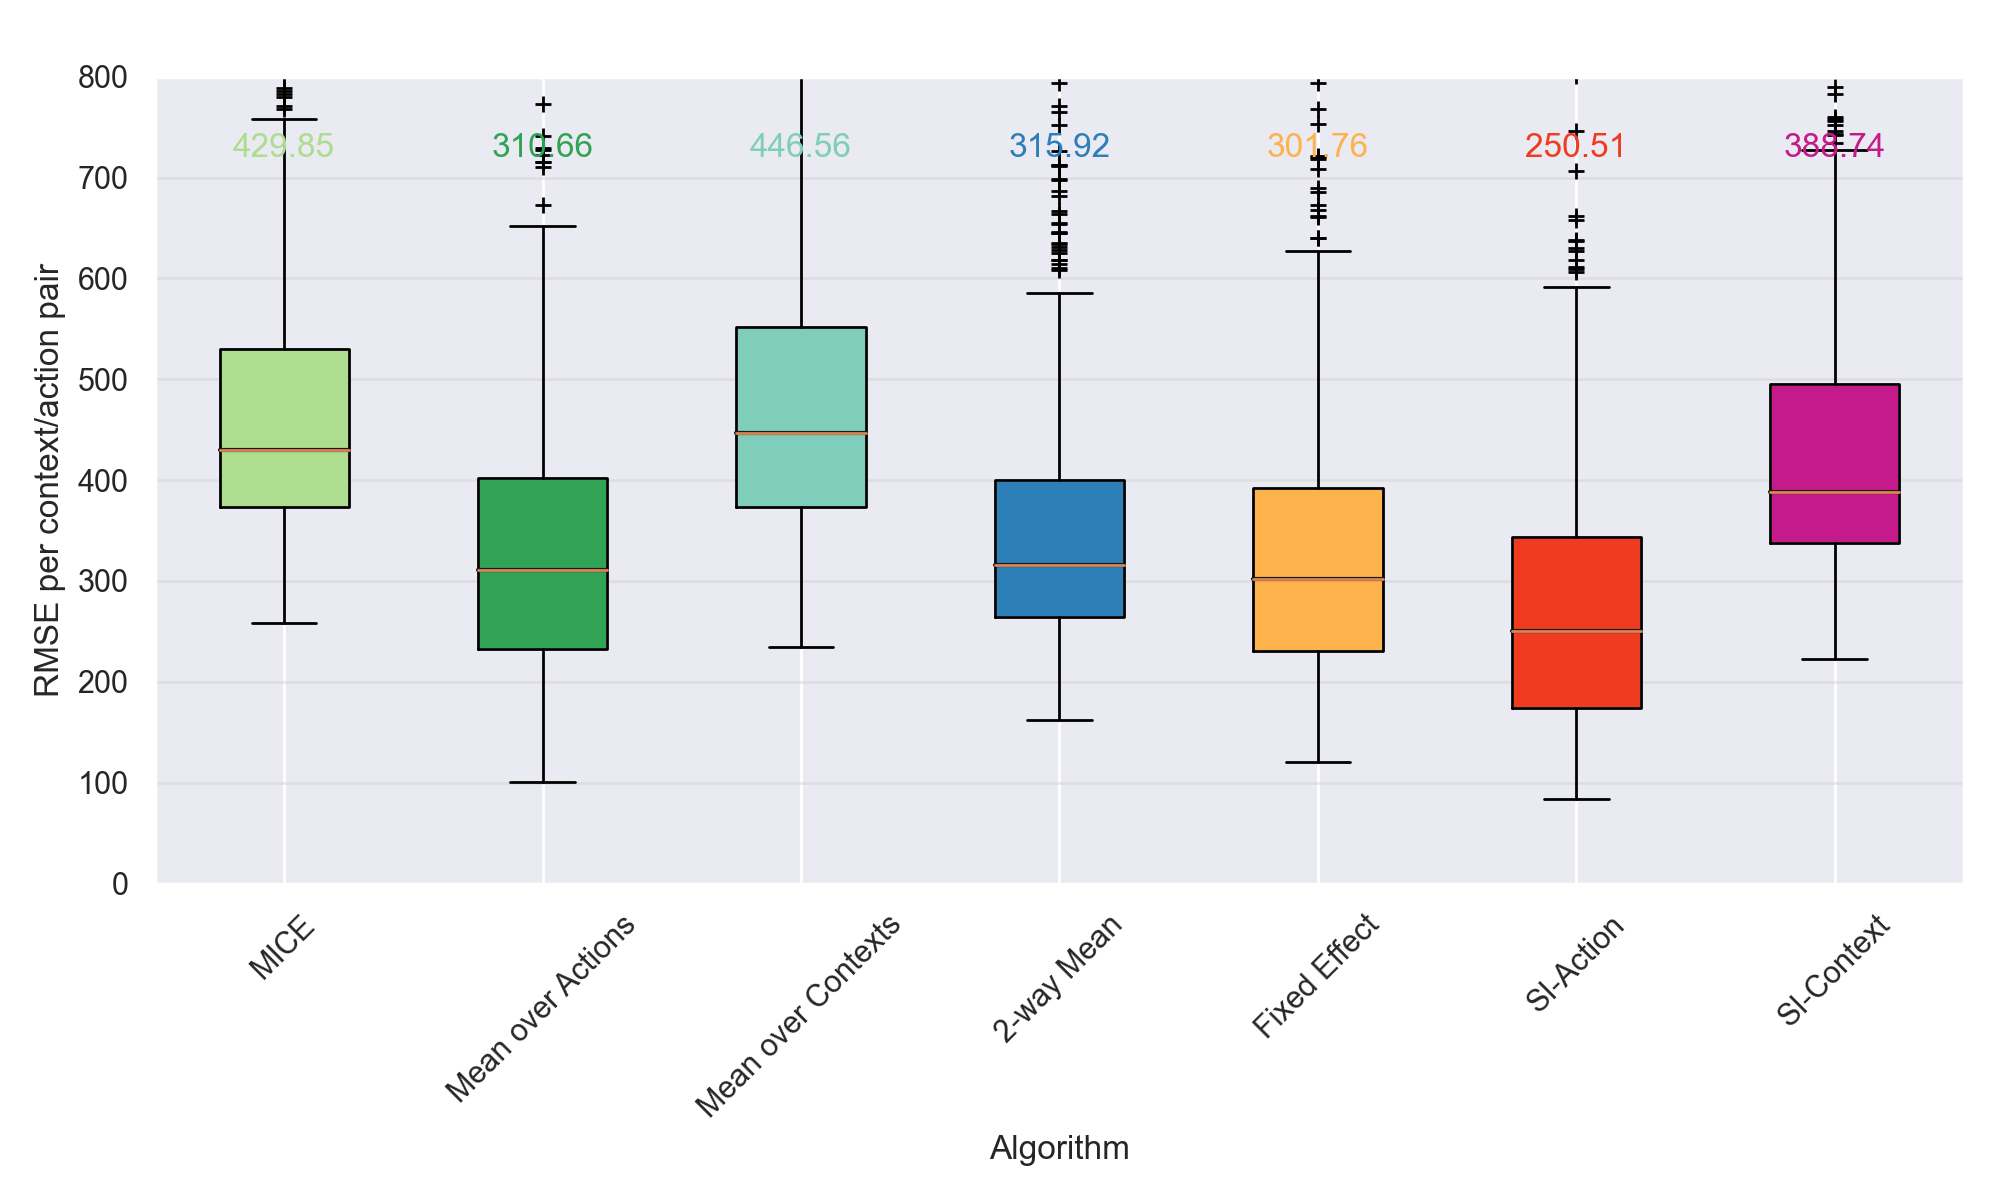 800
700
600
500
400
300
200
100
0
RMSE per context/action pair
429.85
310.66
446.56
315.92
301.76
250.51
388.74
MICE
Mean over Actions
Mean over Contexts
2-way Mean
Fixed Effect
SI-Action
SI-Context
Algorithm